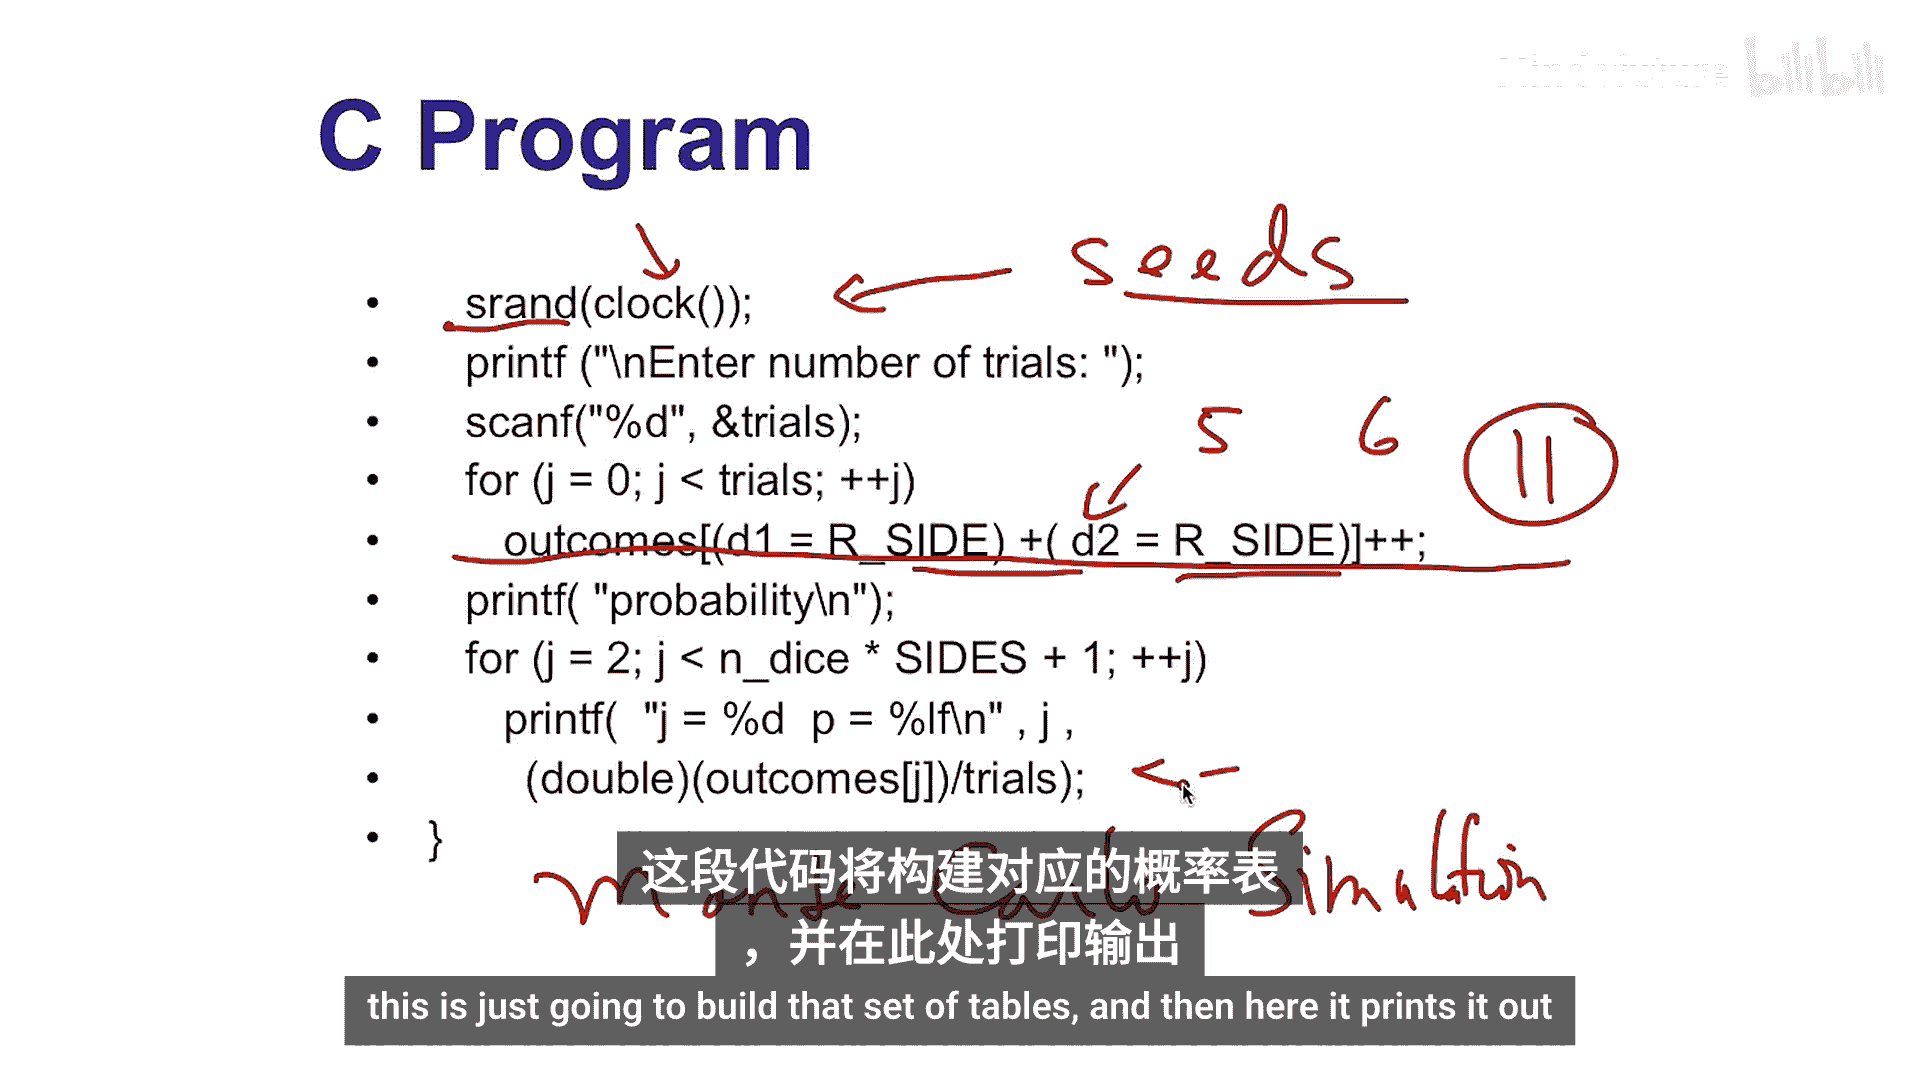 bilibili
C Program
seeds
• srand(clock());
• printf ("\nEnter number of trials: ");
• scanf("%d", &trials);
5 6 11
• for (j = 0; j < trials; ++j)
• outcomes[(d1 = R_SIDE) +( d2 = R_SIDE)]++;
• printf( "probability\n");
• for (j = 2; j < n_dice * SIDES + 1; ++j)
• printf( "j = %d p = %lf\n" , j ,
• (double)(outcomes[j])/trials);
• }
这段代码将构建对应的概率表
，并在此处打印输出
this is just going to build that set of tables, and then here it prints it out